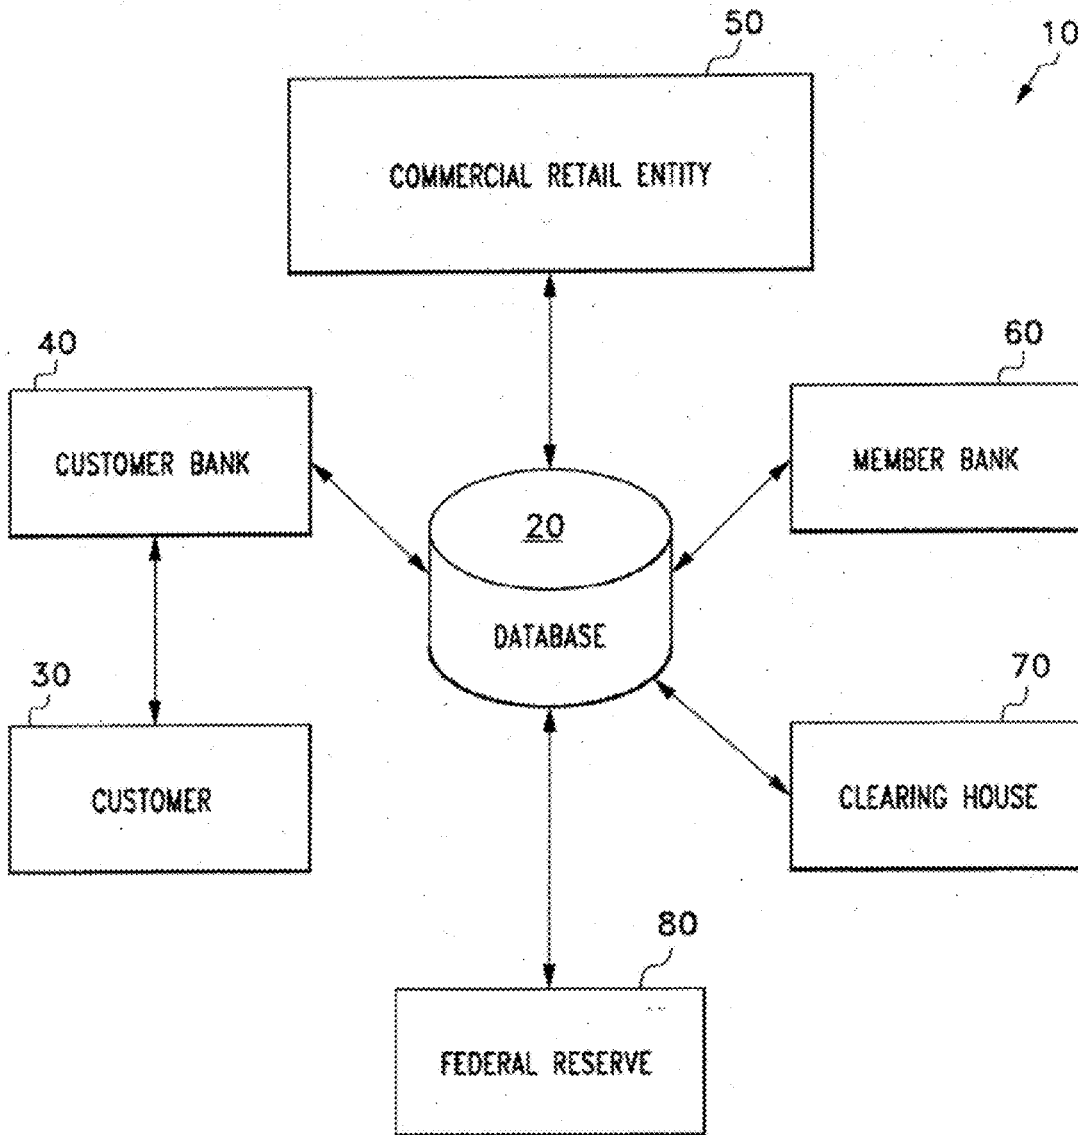 50
10
COMMERCIAL RETAIL ENTITY
40
60
CUSTOMER BANK
MEMBER BANK
20
DATABASE
30
70
CUSTOMER
CLEARING HOUSE
80
FEDERAL RESERVE